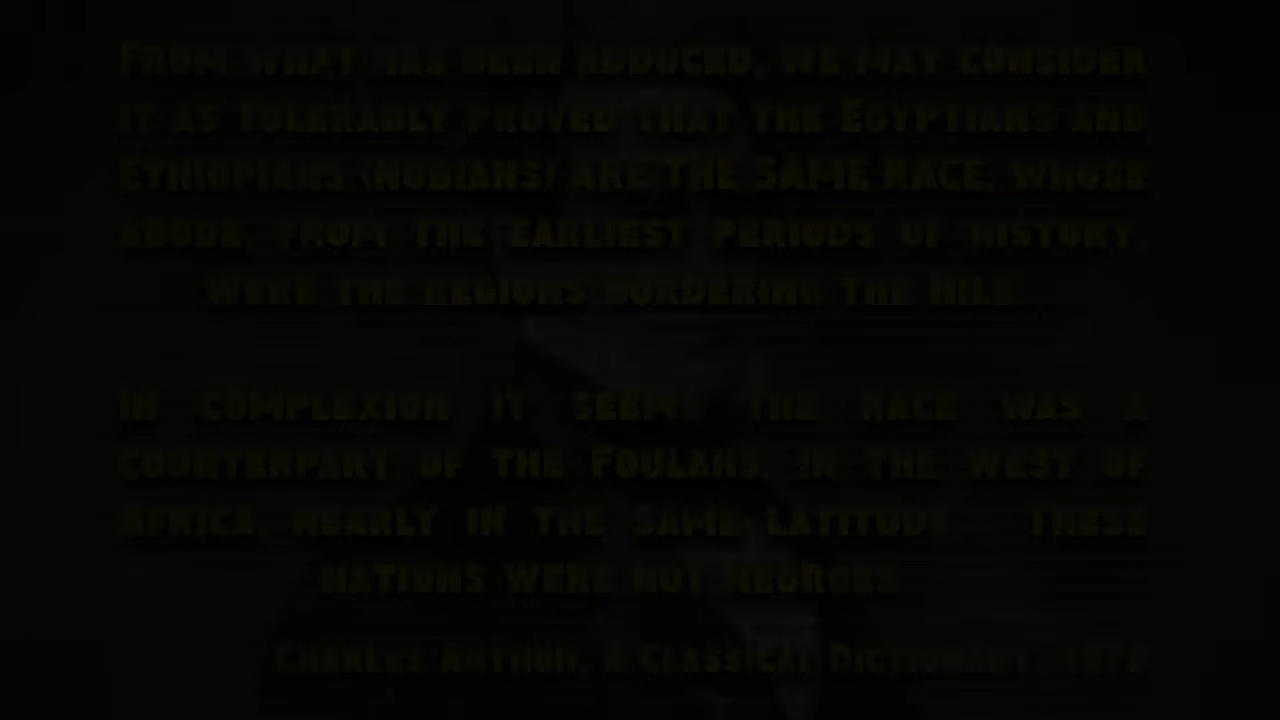 From what has been adduced, we may consider
it as tolerably proved that the Egyptians and
Ethiopians (Nubians) are the same race, whose
abode, from the earliest periods of history,
were the regions bordering the Nile
In complexion it seems the race was a
counterpart of the Foulahs in the west of
Africa nearly in the same latitude These
nations were not
Charles Anthon, A Classical Dictionary